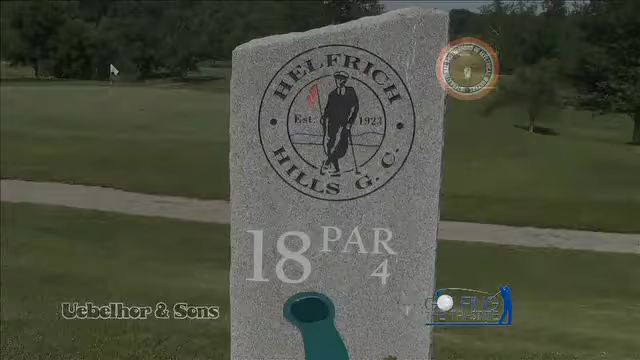 HELFRICH
Est. 1923
HILLS G. C.
18 PAR 4
Uebelhor & Sons